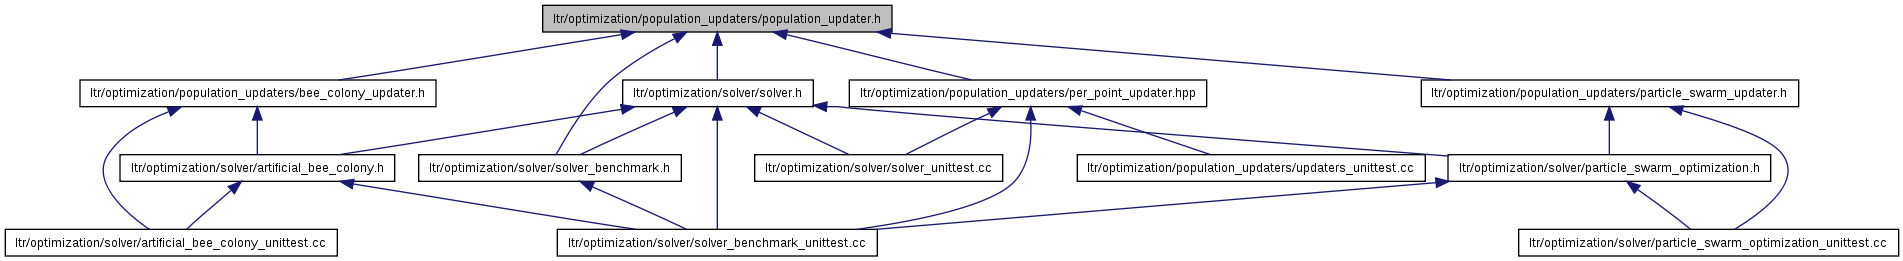 ltr/optimization/population_updaters/population_updater.h
ltr/optimization/population_updaters/bee_colony_updater.h
ltr/optimization/solver/solver.h
ltr/optimization/population_updaters/per_point_updater.hpp
ltr/optimization/population_updaters/particle_swarm_updater.h
ltr/optimization/solver/artificial_bee_colony.h
ltr/optimization/solver/solver_benchmark.h
ltr/optimization/solver/solver_unittest.cc
ltr/optimization/population_updaters/updaters_unittest.cc
ltr/optimization/solver/particle_swarm_optimization.h
ltr/optimization/solver/artificial_bee_colony_unittest.cc
ltr/optimization/solver/solver_benchmark_unittest.cc
ltr/optimization/solver/particle_swarm_optimization_unittest.cc